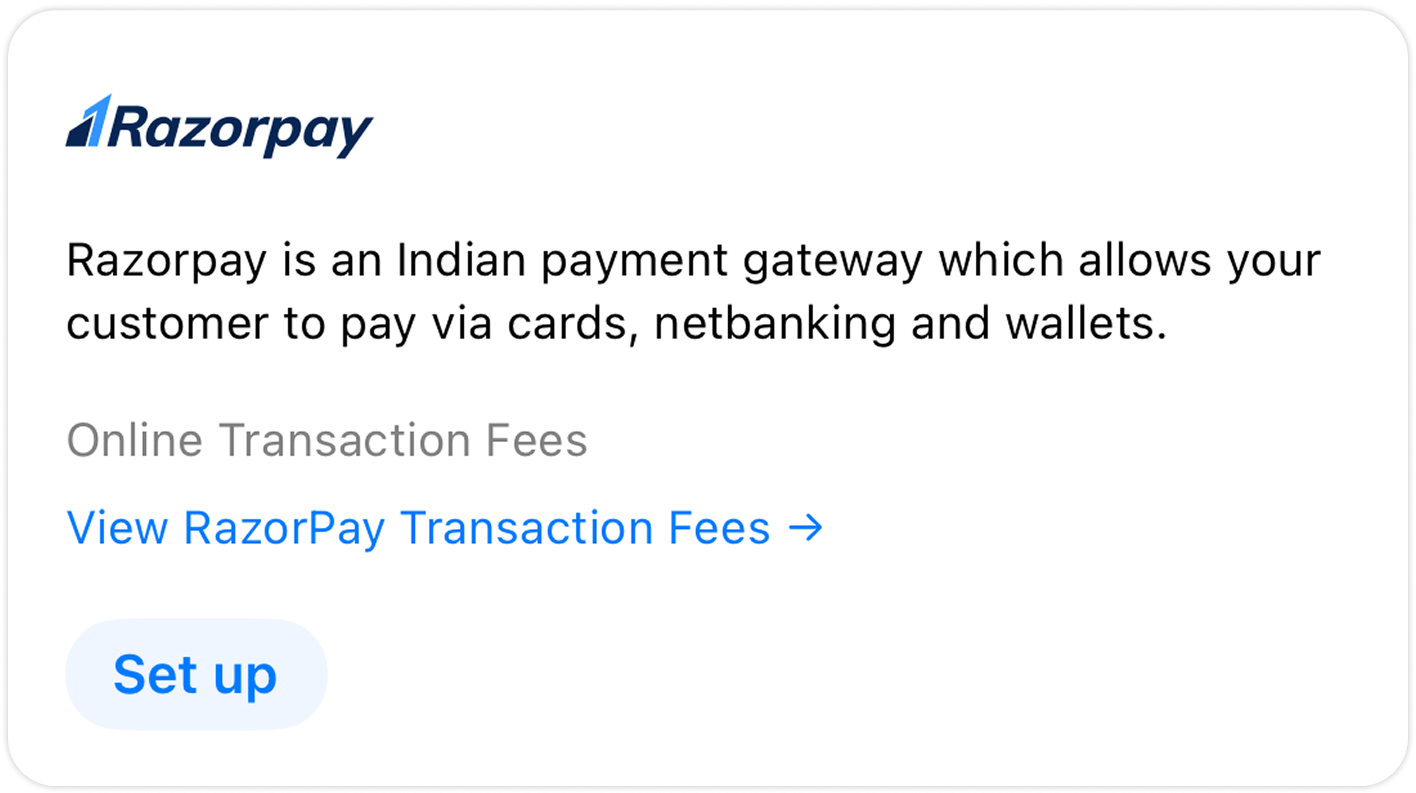 Razorpay
Razorpay is an Indian payment gateway which allows your
customer to pay via cards, netbanking and wallets.
Online Transaction Fees
View RazorPay Transaction Fees →
Set up